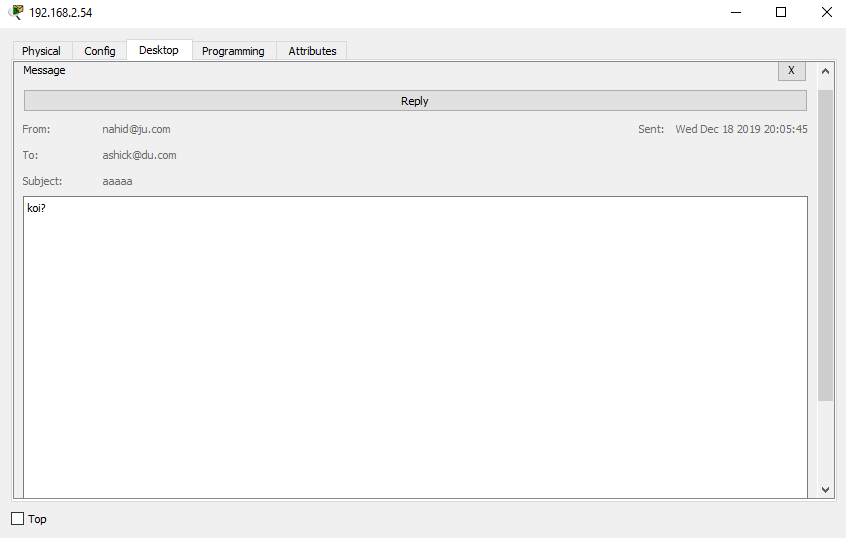 192.168.2.54
Physical Config Desktop Programming Attributes
Message X
Reply
From: nahid@ju.com Sent: Wed Dec 18 2019 20:05:45
To: ashick@du.com
Subject: aaaaa
koi?
Top